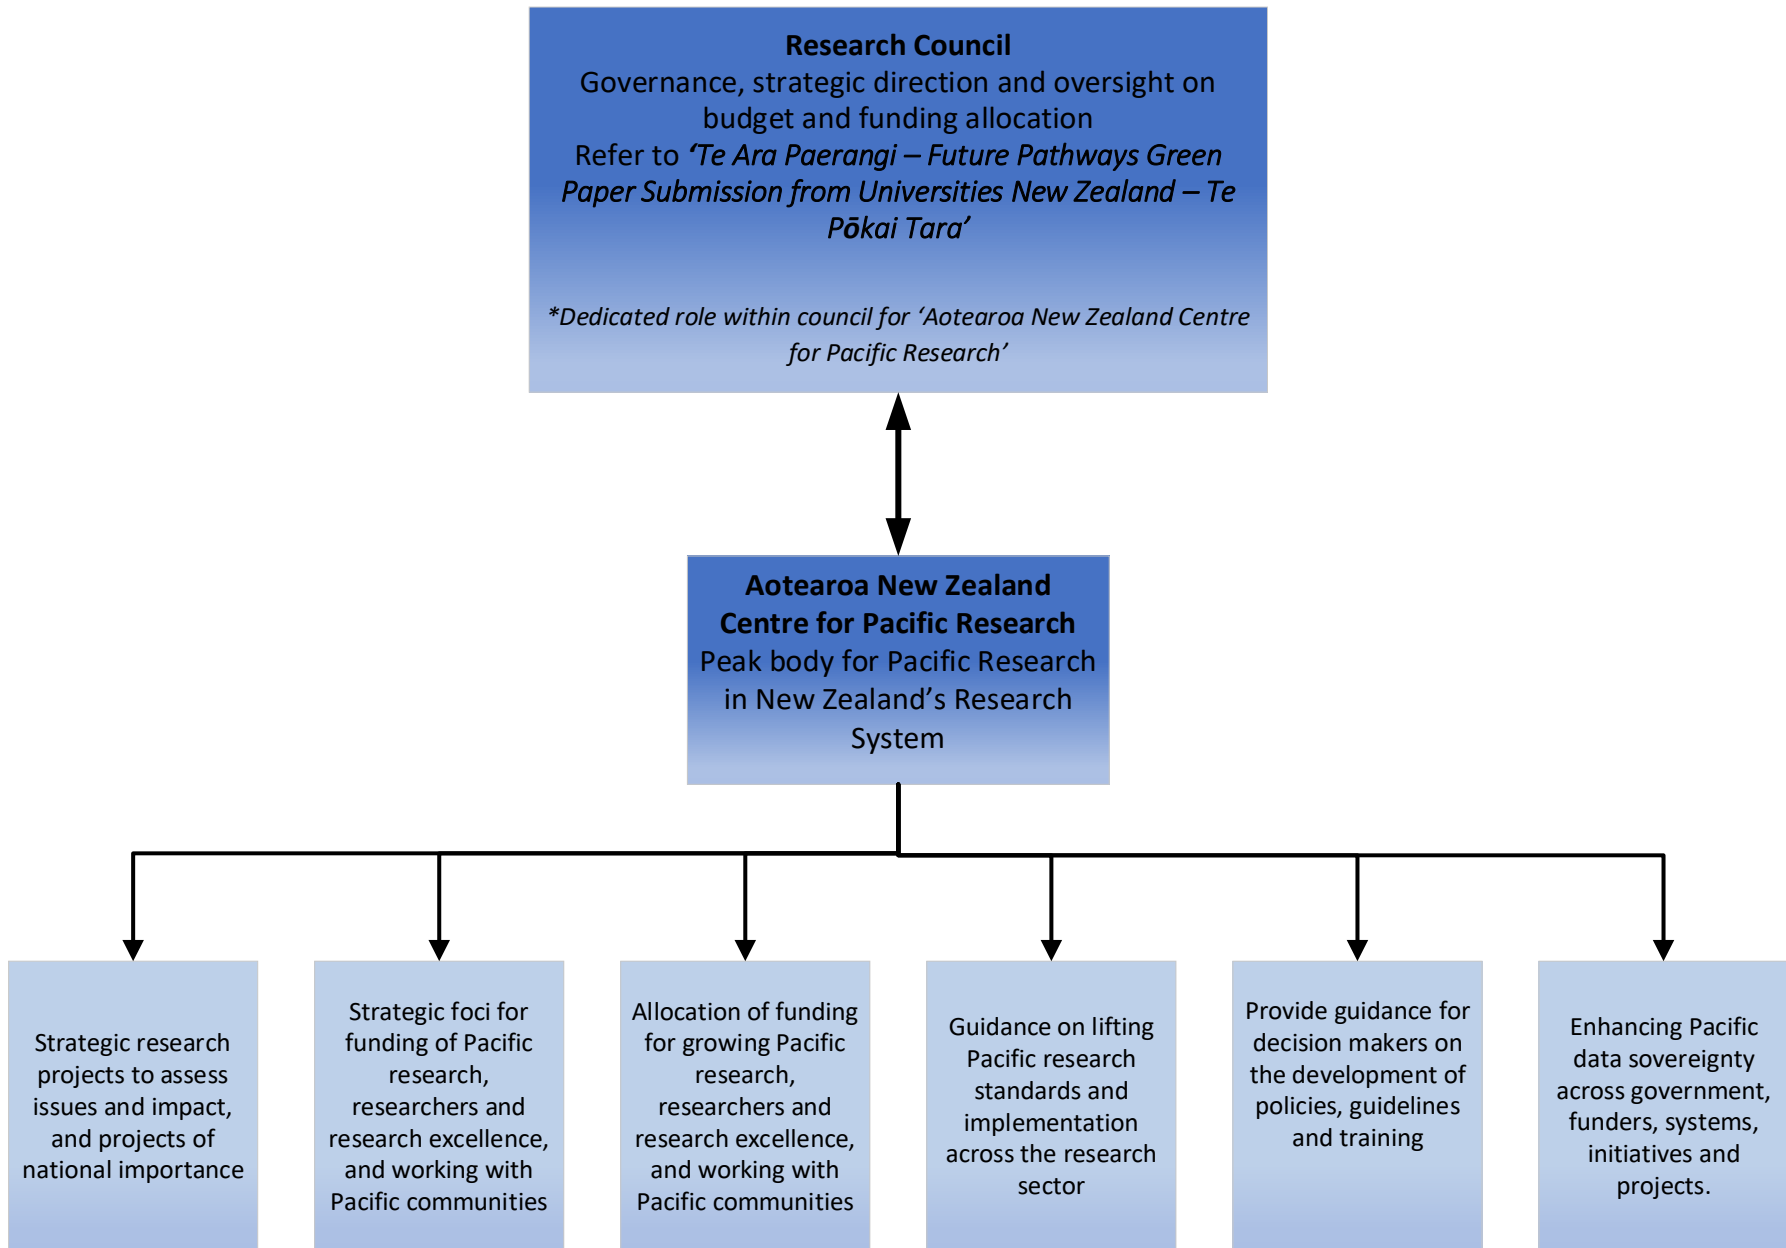 Research Council
Governance, strategic direction and oversight on
budget and funding allocation
Refer to ‘Te Ara Paerangi – Future Pathways Green
Paper Submission from Universities New Zealand – Te
Pōkai Tara’
*Dedicated role within council for ‘Aotearoa New Zealand Centre
for Pacific Research’
Aotearoa New Zealand
Centre for Pacific Research
Peak body for Pacific Research
in New Zealand’s Research
System
Strategic research
projects to assess
issues and impact,
and projects of
national importance
Strategic foci for
funding of Pacific
research,
researchers and
research excellence,
and working with
Pacific communities
Allocation of funding
for growing Pacific
research,
researchers and
research excellence,
and working with
Pacific communities
Guidance on lifting
Pacific research
standards and
implementation
across the research
sector
Provide guidance for
decision makers on
the development of
policies, guidelines
and training
Enhancing Pacific
data sovereignty
across government,
funders, systems,
initiatives and
projects.